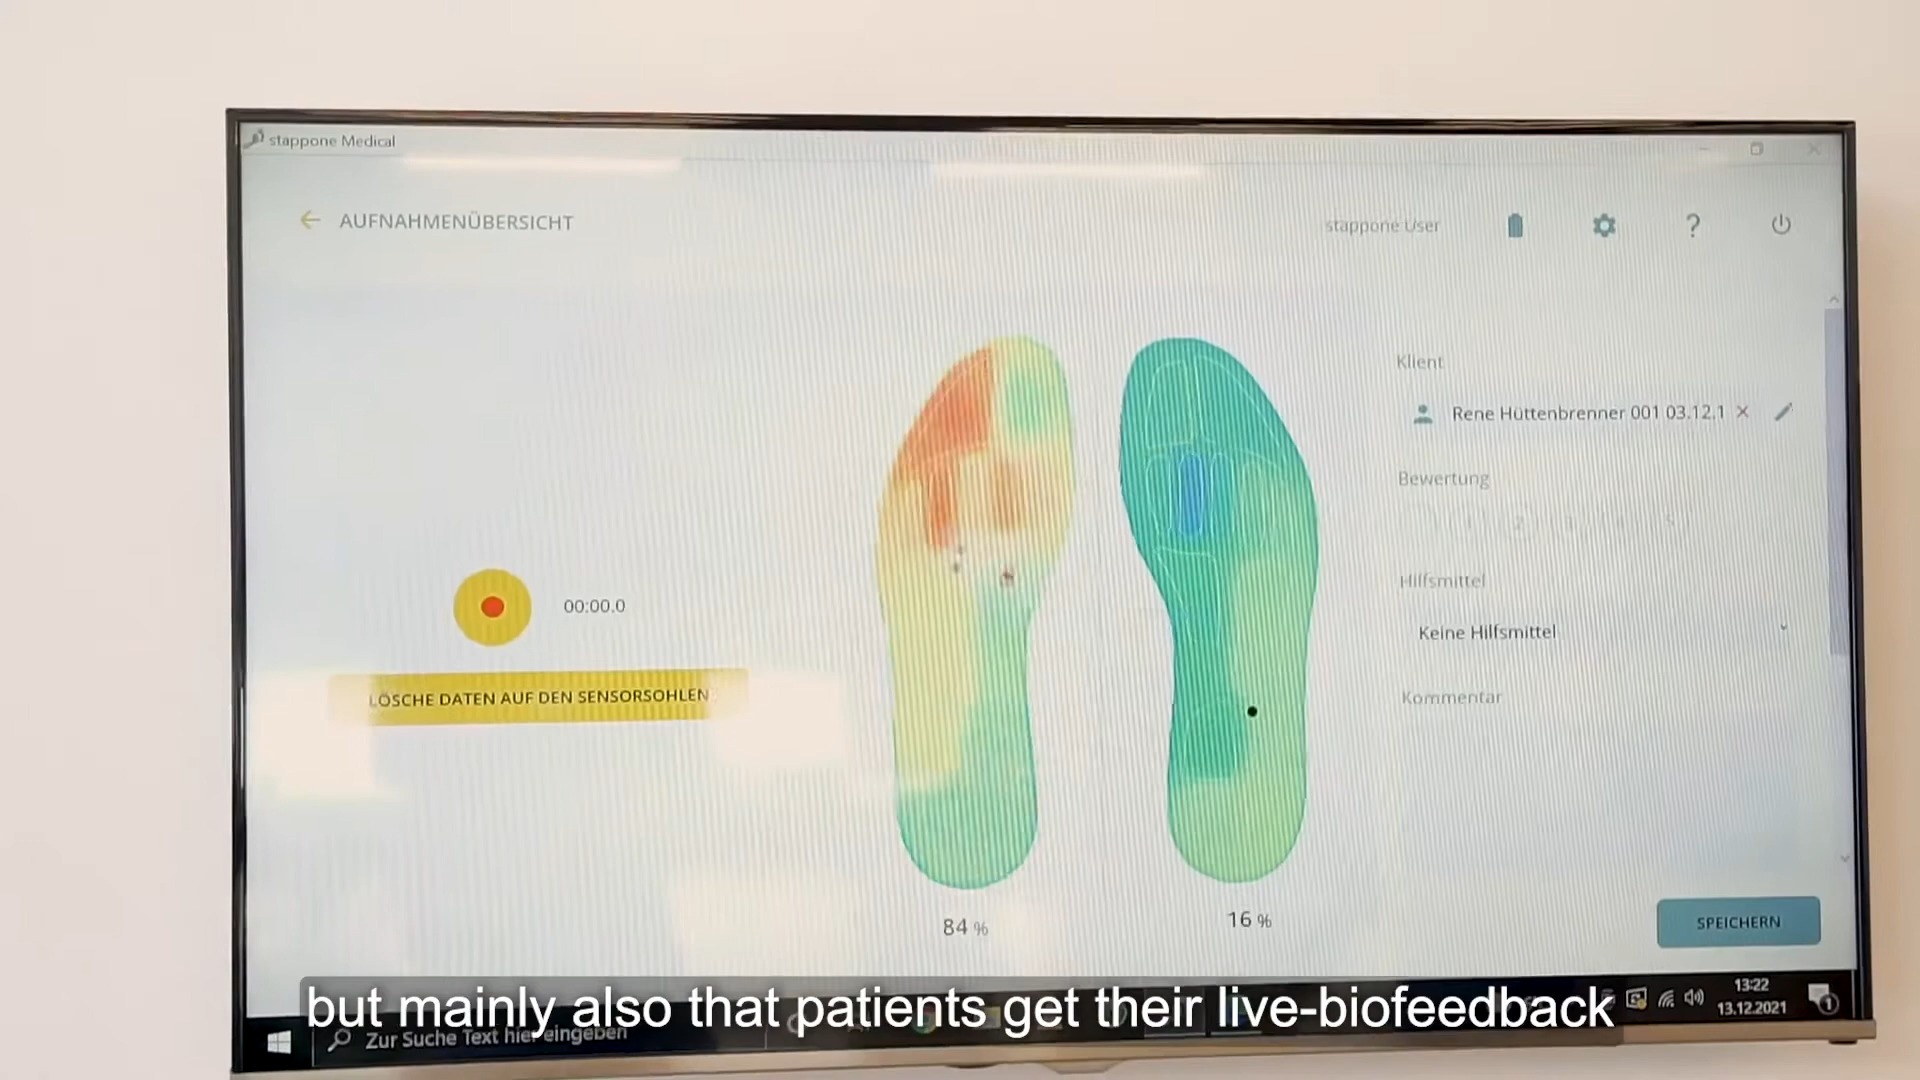 stappone Medical
AUFNAHMENÜBERSICHT
stappone User
?
Klient
Rene Hüttenbrenner 001 03.12.1
Bewertung
Hilfsmittel
Keine Hilfsmittel
Kommentar
00:00.0
LÖSCHE DATEN AUF DEN SENSORSOHLEN
84 %
16 %
SPEICHERN
but mainly also that patients get their live-biofeedback
Zur Suche Text hier eingeben
13:22
13.12.2021
1